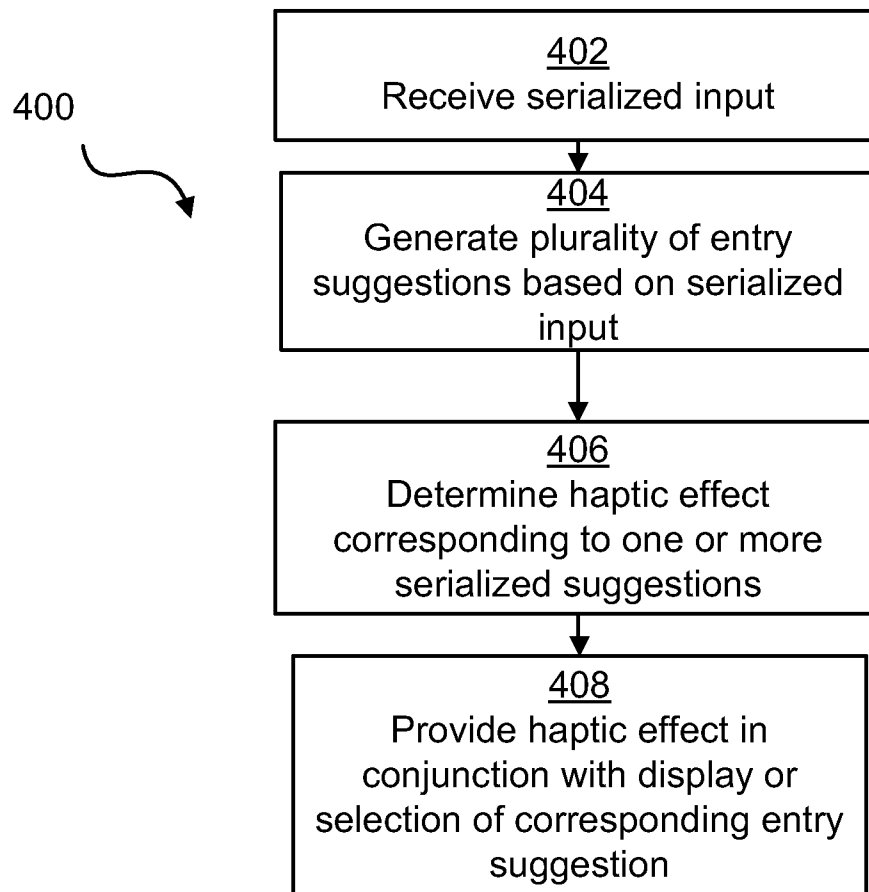 400
402
Receive serialized input
404
Generate plurality of entry
suggestions based on serialized
input
406
Determine haptic effect
corresponding to one or more
serialized suggestions
408
Provide haptic effect in
conjunction with display or
selection of corresponding entry
suggestion